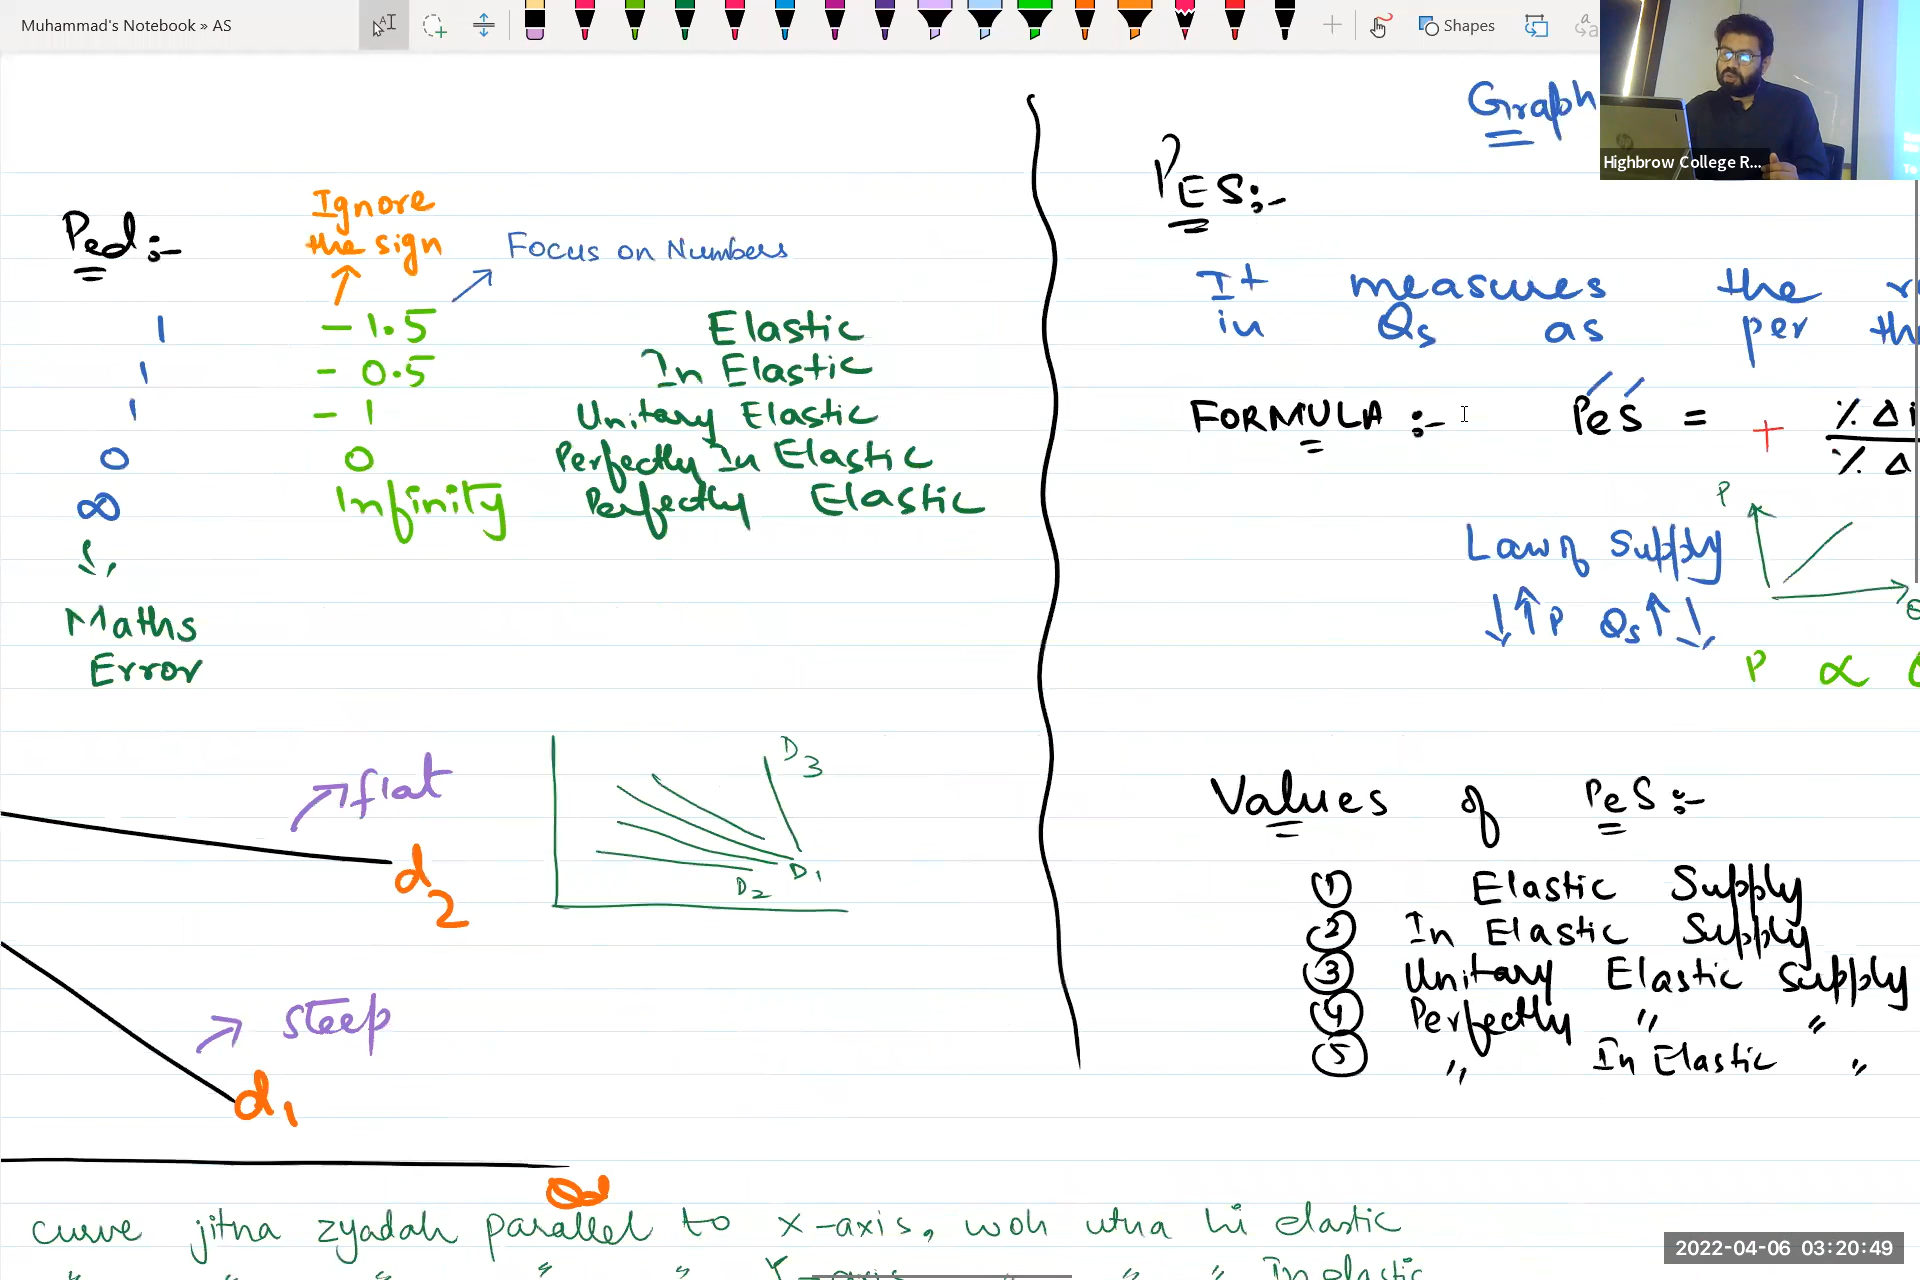 Muhammad's Notebook » AS
Shapes
Highbrow College R...
Graph
Ped :-
Ignore
the sign
Focus on Numbers
1 - 1.5 Elastic
1 - 0.5 In Elastic
1 - 1 Unitary Elastic
0 0 Perfectly In Elastic
∞ Infinity Perfectly Elastic
Maths
Error
flat
d2
steep
d1
Qd
D3
D1
D2
curve jitna zyadah parallel to x-axis, woh utna hi elastic
" " " " " Y-axis " " In elastic
PES:-
It measures the
in Qs as per
FORMULA :- PeS = + % Δ
% Δ
P
Law of Supply
↓↑P Qs↑↓
P ∝
Values of PeS:-
① Elastic Supply
② In Elastic Supply
③ Unitary Elastic Supply
④ Perfectly " "
⑤ " In Elastic "
2022-04-06 03:20:49